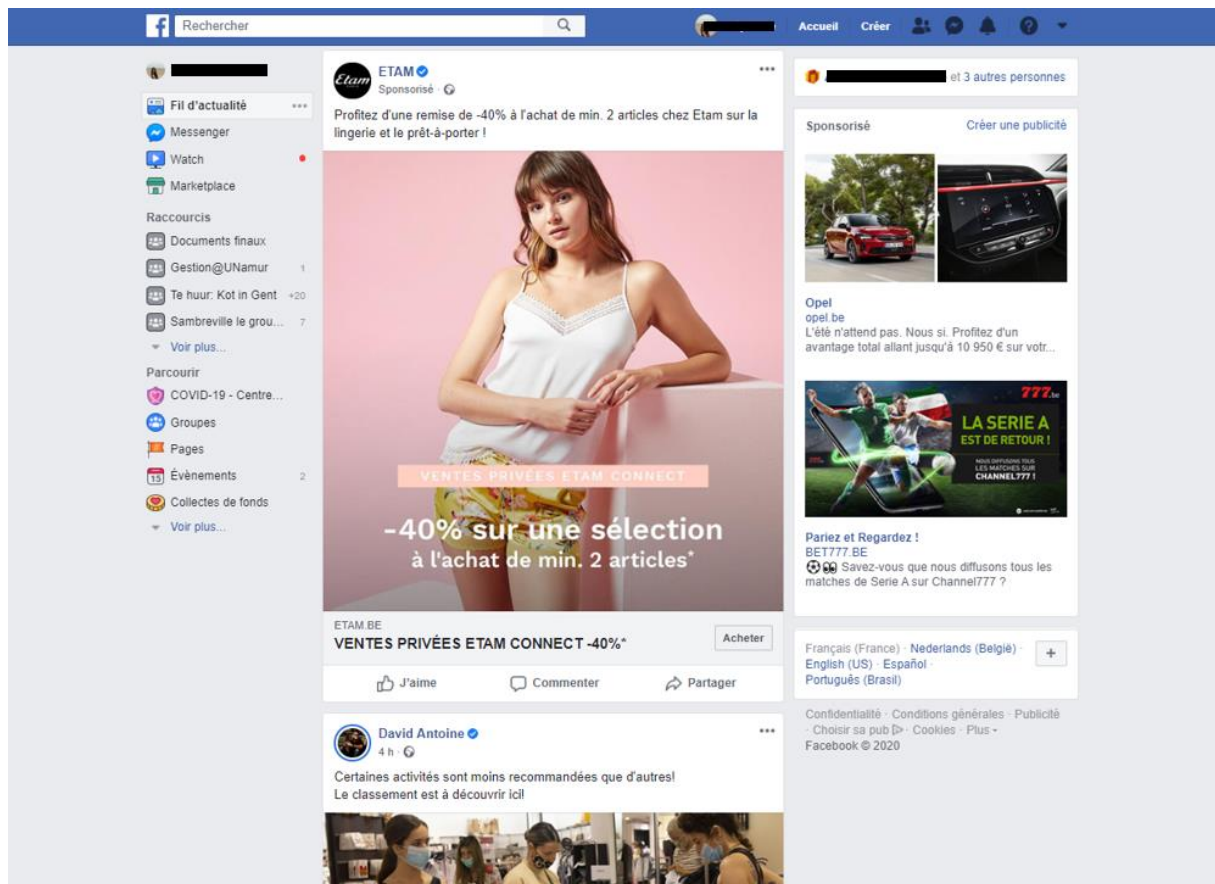 Rechercher
Accueil Créer
Fil d'actualité
Messenger
Watch
Marketplace
Raccourcis
Documents finaux
Gestion@UNamur 1
Te huur: Kot in Gent +20
Sambreville le grou... 7
Voir plus...
Parcourir
COVID-19 - Centre...
Groupes
Pages
15
Évènements 2
Collectes de fonds
Voir plus...
Etam
ETAM
Sponsorisé ·
Profitez d'une remise de -40% à l'achat de min. 2 articles chez Etam sur la
lingerie et le prêt-à-porter !
VENTES PRIVÉES ETAM CONNECT
-40% sur une sélection
à l'achat de min. 2 articles*
ETAM.BE
VENTES PRIVÉES ETAM CONNECT -40%*
Acheter
J'aime Commenter Partager
David Antoine
4 h ·
Certaines activités sont moins recommandées que d'autres!
Le classement est à découvrir ici!
et 3 autres personnes
Sponsorisé Créer une publicité
Opel
opel.be
L'été n'attend pas. Nous si. Profitez d'un
avantage total allant jusqu'à 10 950 € sur votr...
777.be
LA SERIE A
EST DE RETOUR !
NOUS DIFFUSONS TOUS
LES MATCHES SUR
CHANNEL777 !
Pariez et Regardez !
BET777.BE
⚽👀 Savez-vous que nous diffusons tous les
matches de Serie A sur Channel777 ?
Français (France) · Nederlands (België) ·
English (US) · Español ·
Português (Brasil)
Confidentialité · Conditions générales · Publicité
· Choisir sa pub · Cookies · Plus
Facebook © 2020